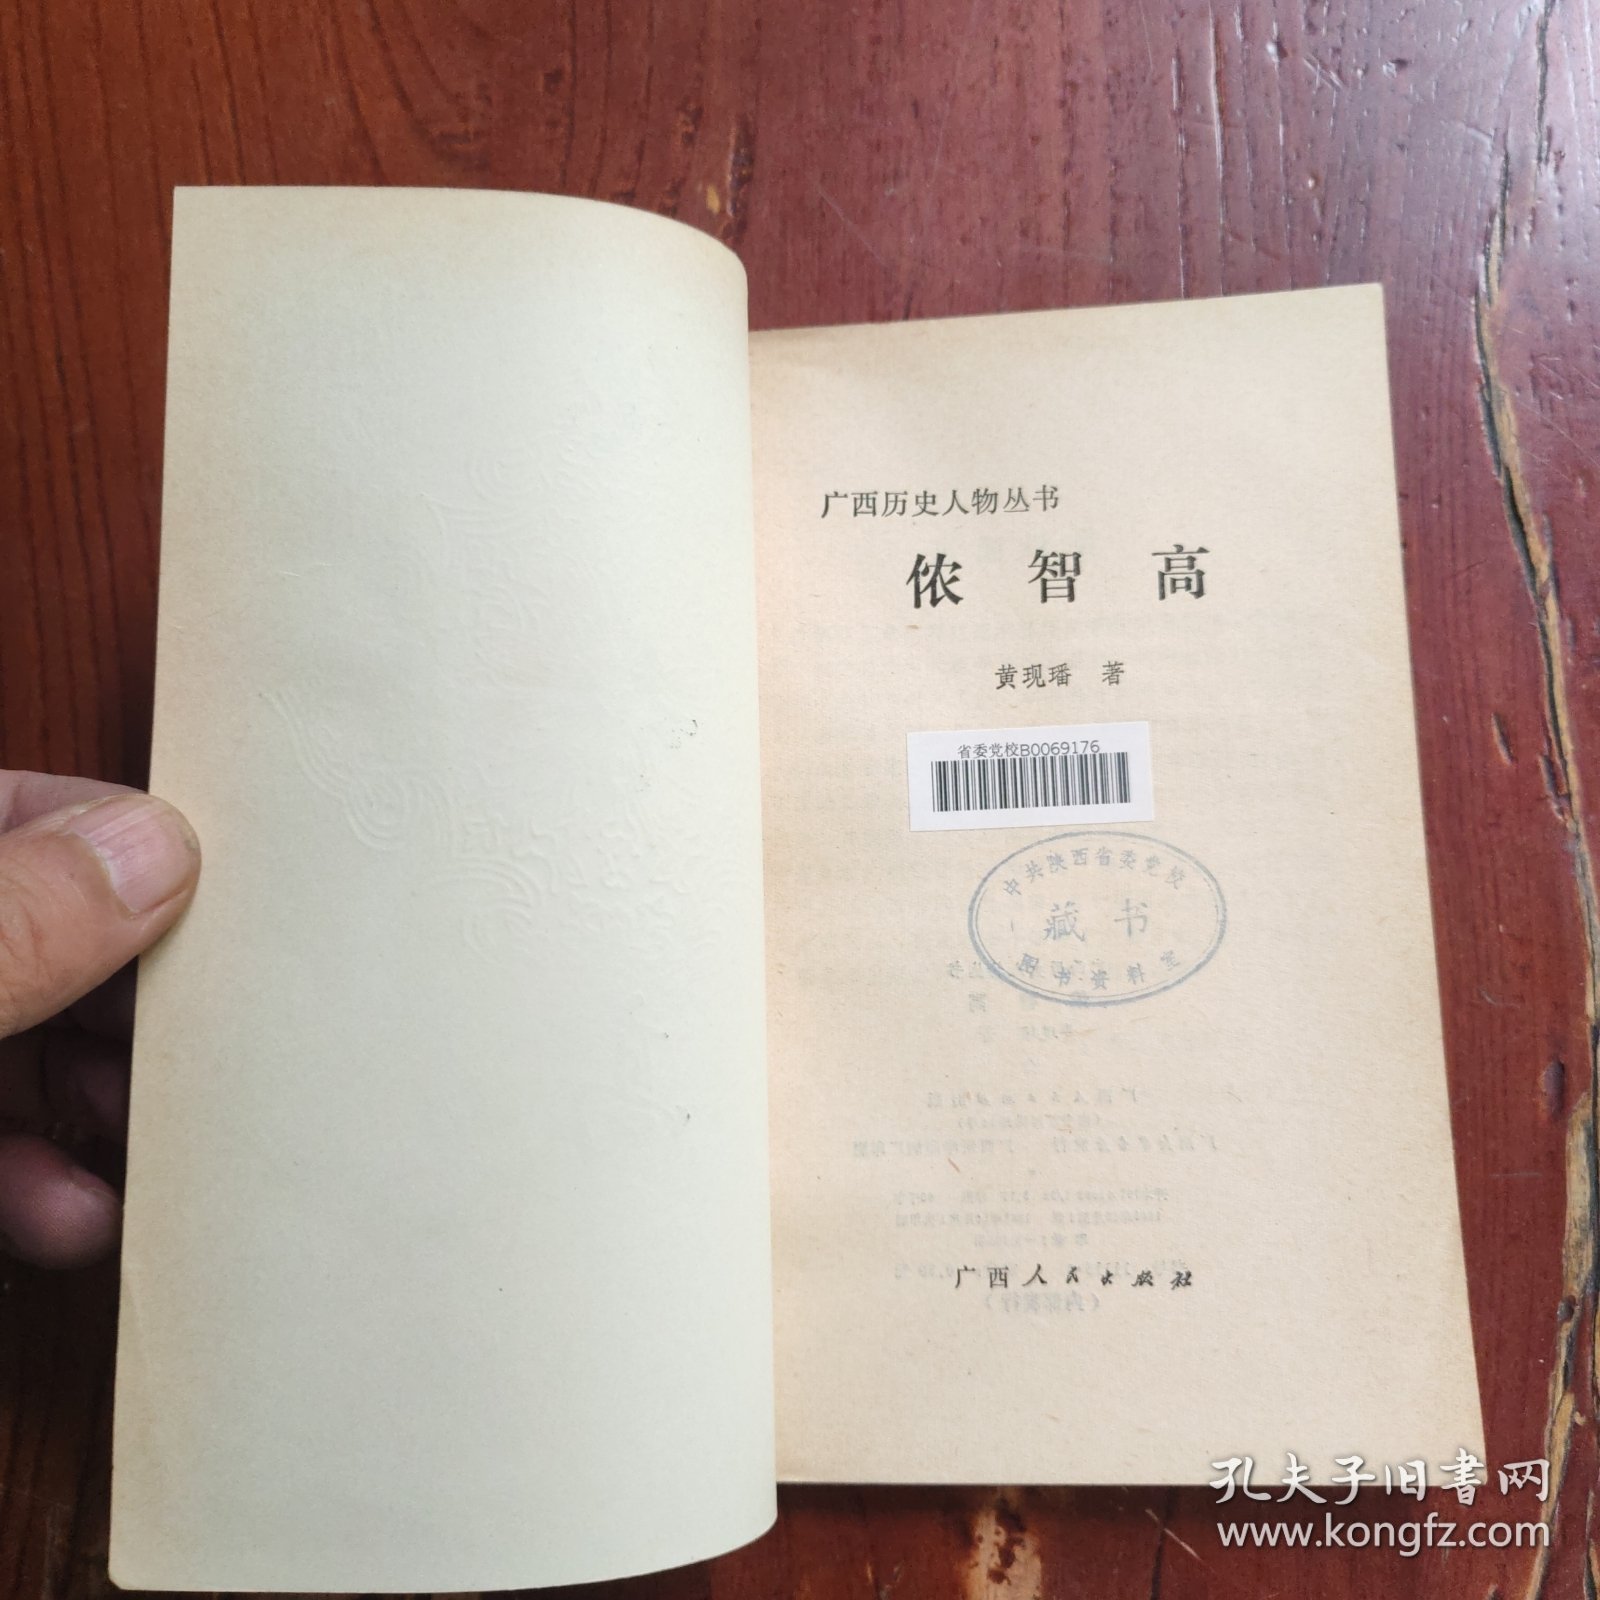 广西历史人物丛书
侬智高
黄现璠 著
省委党校B0069176
中共陕西省委党校
藏书
图书资料室
广西人民出版社
孔夫子旧書网
www.kongfz.com